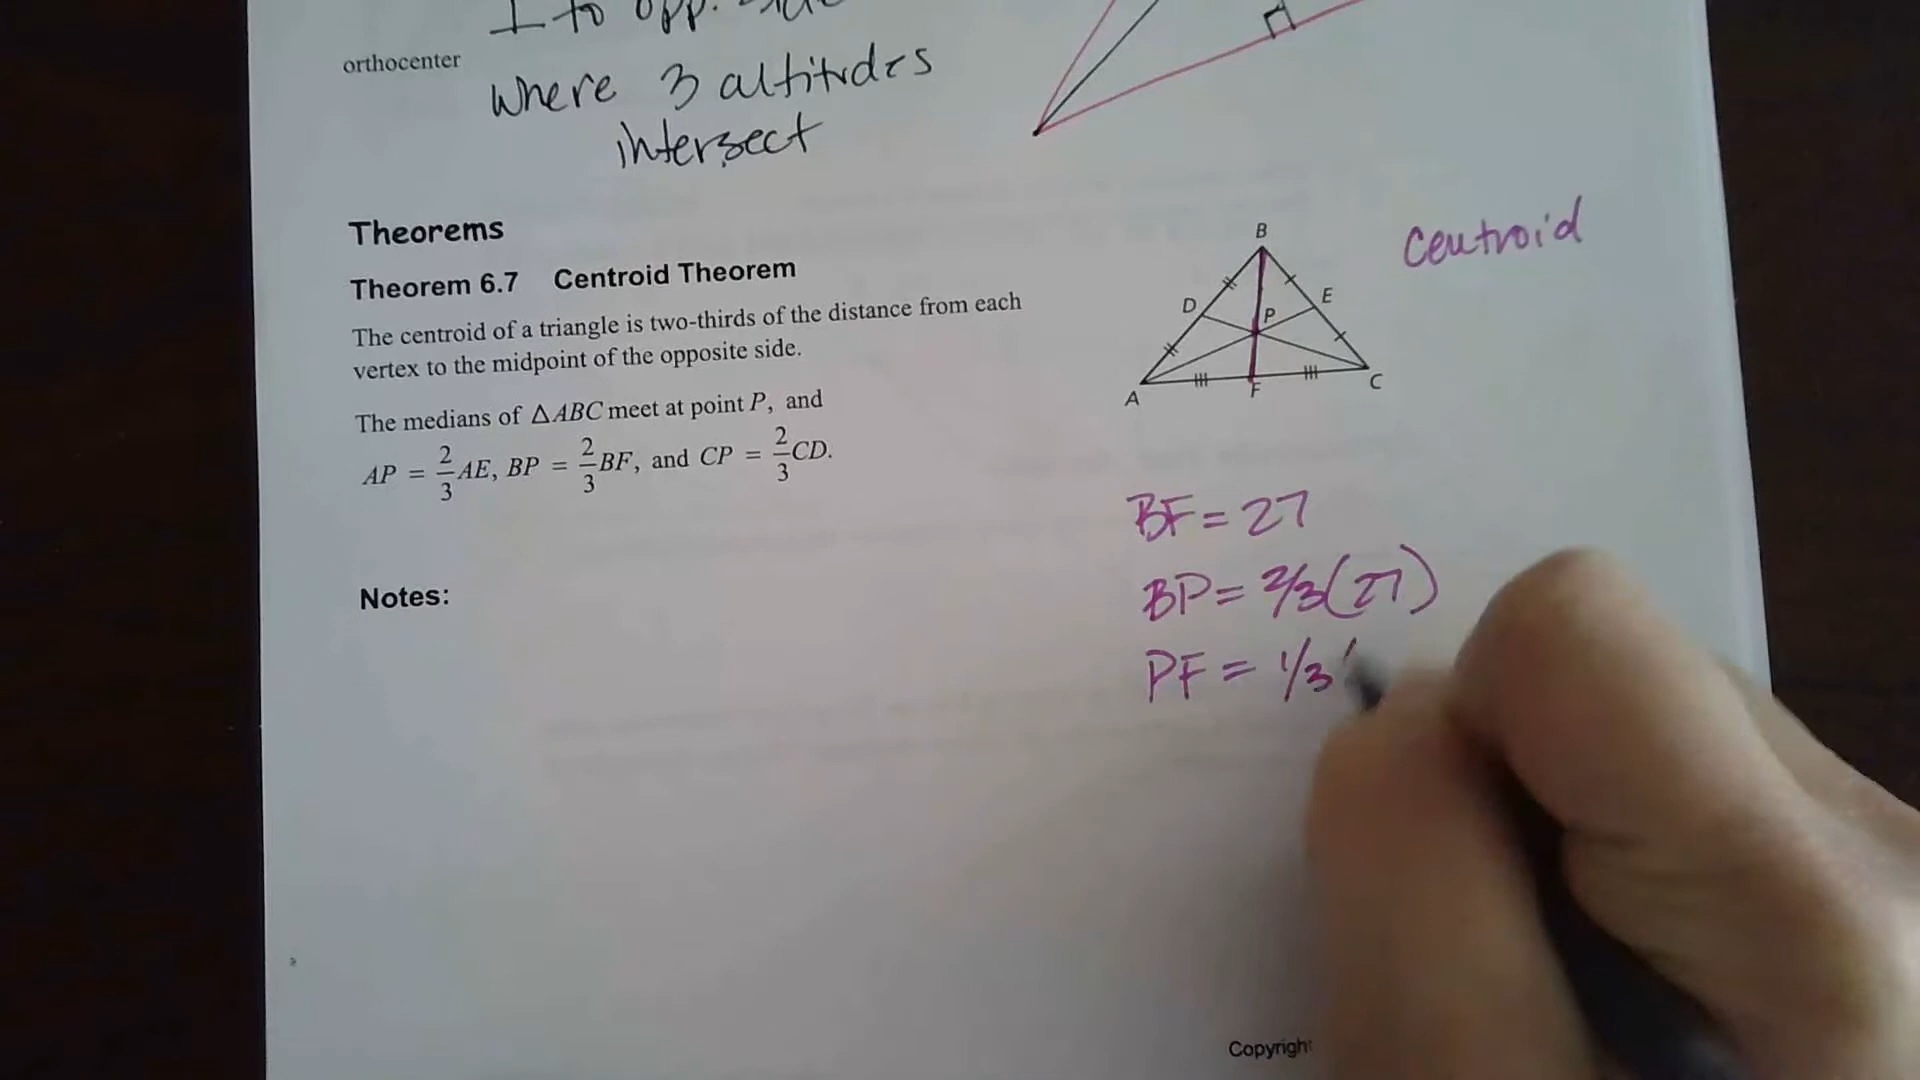 ⊥ to opp.
orthocenter
where 3 altitudes
intersect
Theorems
Theorem 6.7 Centroid Theorem
The centroid of a triangle is two-thirds of the distance from each
vertex to the midpoint of the opposite side.
The medians of △ABC meet at point P, and
AP = 2/3 AE, BP = 2/3 BF, and CP = 2/3 CD.
Notes:
B
D
E
P
A
F
C
Centroid
BF = 27
BP = 2/3(27)
PF = 1/3(
Copyright